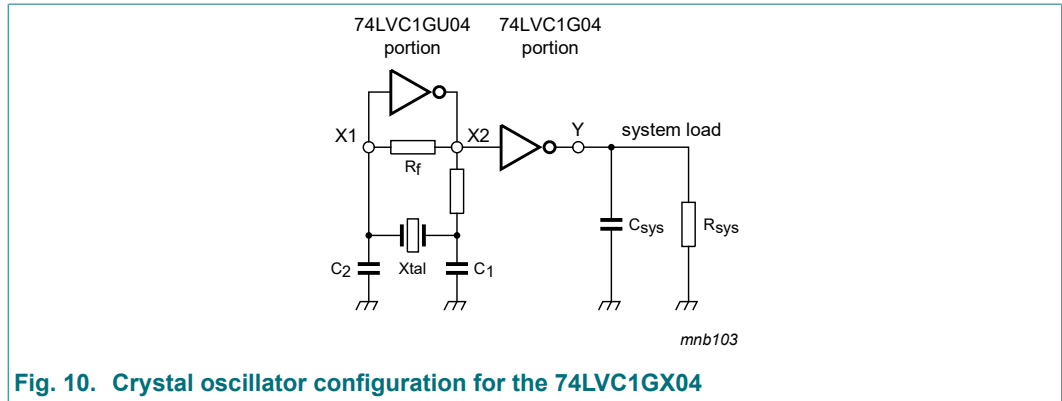 74LVC1GU04 74LVC1G04
portion portion
X1 X2 Y system load
Rf
Csys Rsys
C2 Xtal C1
mnb103
Fig. 10. Crystal oscillator configuration for the 74LVC1GX04